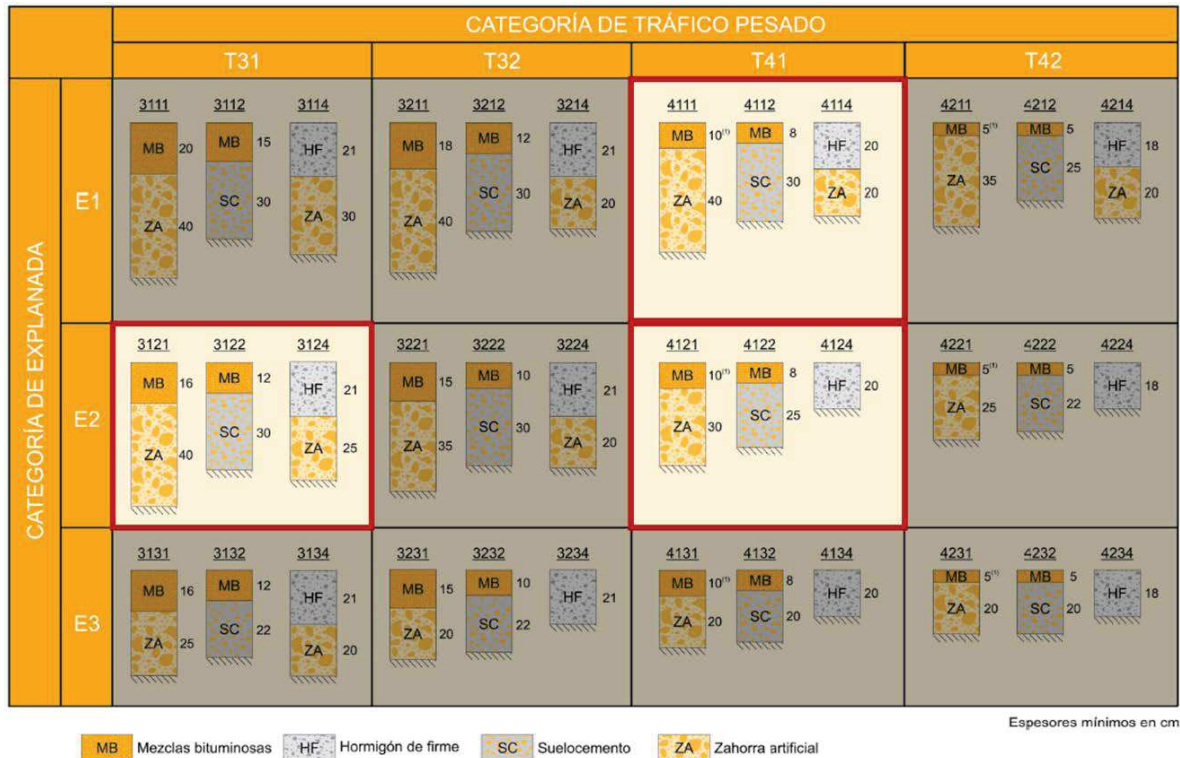 CATEGORÍA DE TRÁFICO PESADO
T31 T32 T41 T42
CATEGORÍA DE EXPLANADA
E1
3111 3112 3114
MB 20 MB 15 HF 21
ZA 40 SC 30 ZA 30
3211 3212 3214
MB 18 MB 12 HF 21
ZA 40 SC 30 ZA 20
4111 4112 4114
MB 10(1) MB 8 HF 20
ZA 40 SC 30 ZA 20
4211 4212 4214
MB 5(1) MB 5 HF 18
ZA 35 SC 25 ZA 20
E2
3121 3122 3124
MB 16 MB 12 HF 21
ZA 40 SC 30 ZA 25
3221 3222 3224
MB 15 MB 10 HF 21
ZA 35 SC 30 ZA 20
4121 4122 4124
MB 10(1) MB 8 HF 20
ZA 30 SC 25
4221 4222 4224
MB 5(1) MB 5 HF 18
ZA 25 SC 22
E3
3131 3132 3134
MB 16 MB 12 HF 21
ZA 25 SC 22 ZA 20
3231 3232 3234
MB 15 MB 10 HF 21
ZA 20 SC 22
4131 4132 4134
MB 10(1) MB 8 HF 20
ZA 20 SC 20
4231 4232 4234
MB 5(1) MB 5 HF 18
ZA 20 SC 20
Espesores mínimos en cm
MB Mezclas bituminosas HF Hormigón de firme SC Suelocemento ZA Zahorra artificial